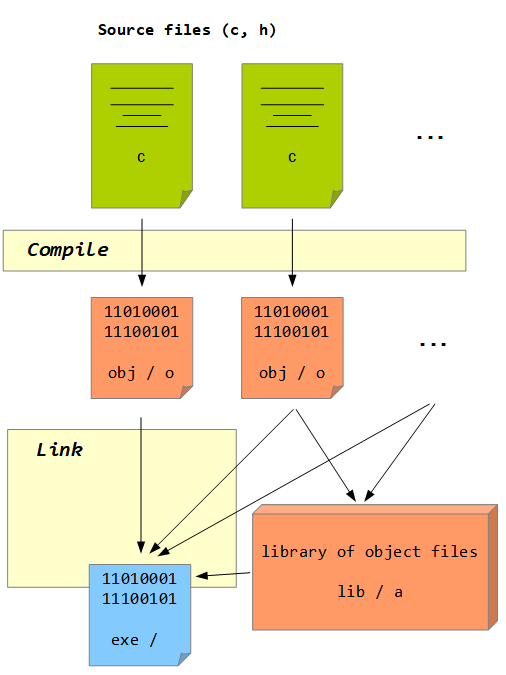 Source files (c, h)
c
c
...
Compile
11010001
11100101
obj / o
11010001
11100101
obj / o
...
Link
library of object files
lib / a
11010001
11100101
exe /